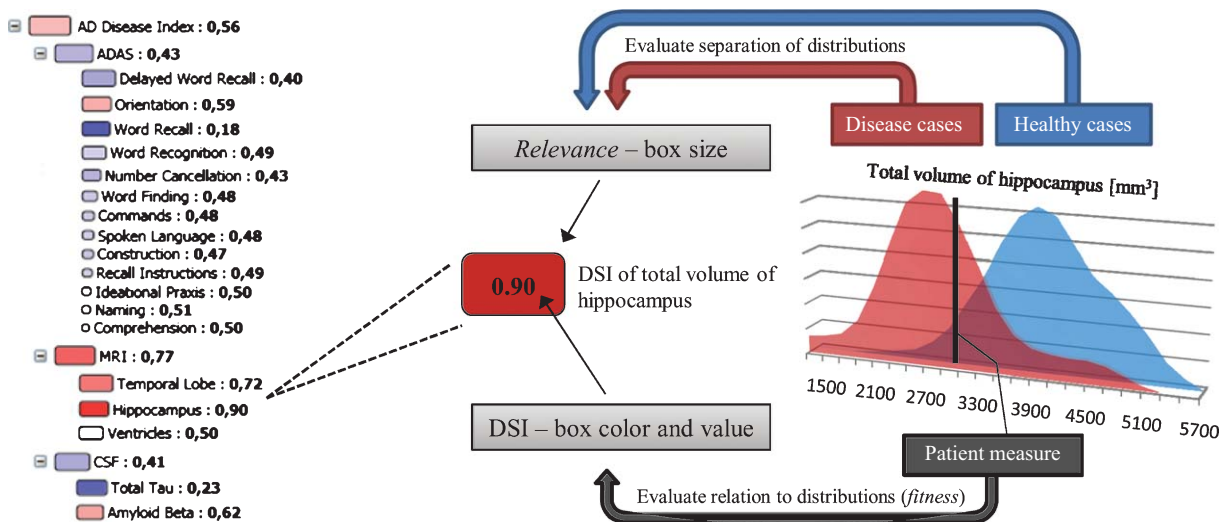 AD Disease Index : 0,56
ADAS : 0,43
Delayed Word Recall : 0,40
Orientation : 0,59
Word Recall : 0,18
Word Recognition : 0,49
Number Cancellation : 0,43
Word Finding : 0,48
Commands : 0,48
Spoken Language : 0,48
Construction : 0,47
Recall Instructions : 0,49
Ideational Praxis : 0,50
Naming : 0,51
Comprehension : 0,50
MRI : 0,77
Temporal Lobe : 0,72
Hippocampus : 0,90
Ventricles : 0,50
CSF : 0,41
Total Tau : 0,23
Amyloid Beta : 0,62
Evaluate separation of distributions
Disease cases
Healthy cases
Relevance – box size
0.90
DSI of total volume of
hippocampus
DSI – box color and value
Evaluate relation to distributions (fitness)
Total volume of hippocampus [mm³]
1500 2100 2700 3300 3900 4500 5100 5700
Patient measure